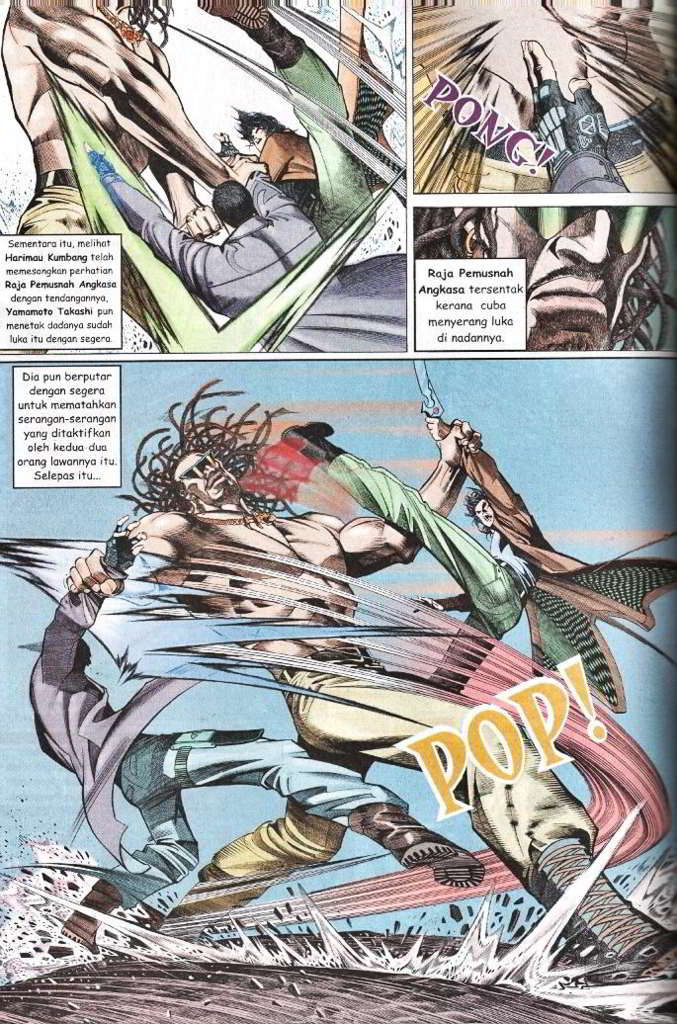 Sementara itu, melihat
Harimau Kumbang telah
memesongkan perhatian
Raja Pemusnah Angkasa
dengan tendangannya,
Yamamoto Takashi pun
menetak dadanya sudah
luka itu dengan segera.
PONG!
Raja Pemusnah
Angkasa tersentak
kerana cuba
menyerang luka
di nadannya.
Dia pun berputar
dengan segera
untuk mematahkan
serangan-serangan
yang ditaktifkan
oleh kedua-dua
orang lawannya itu.
Selepas itu...
POP!